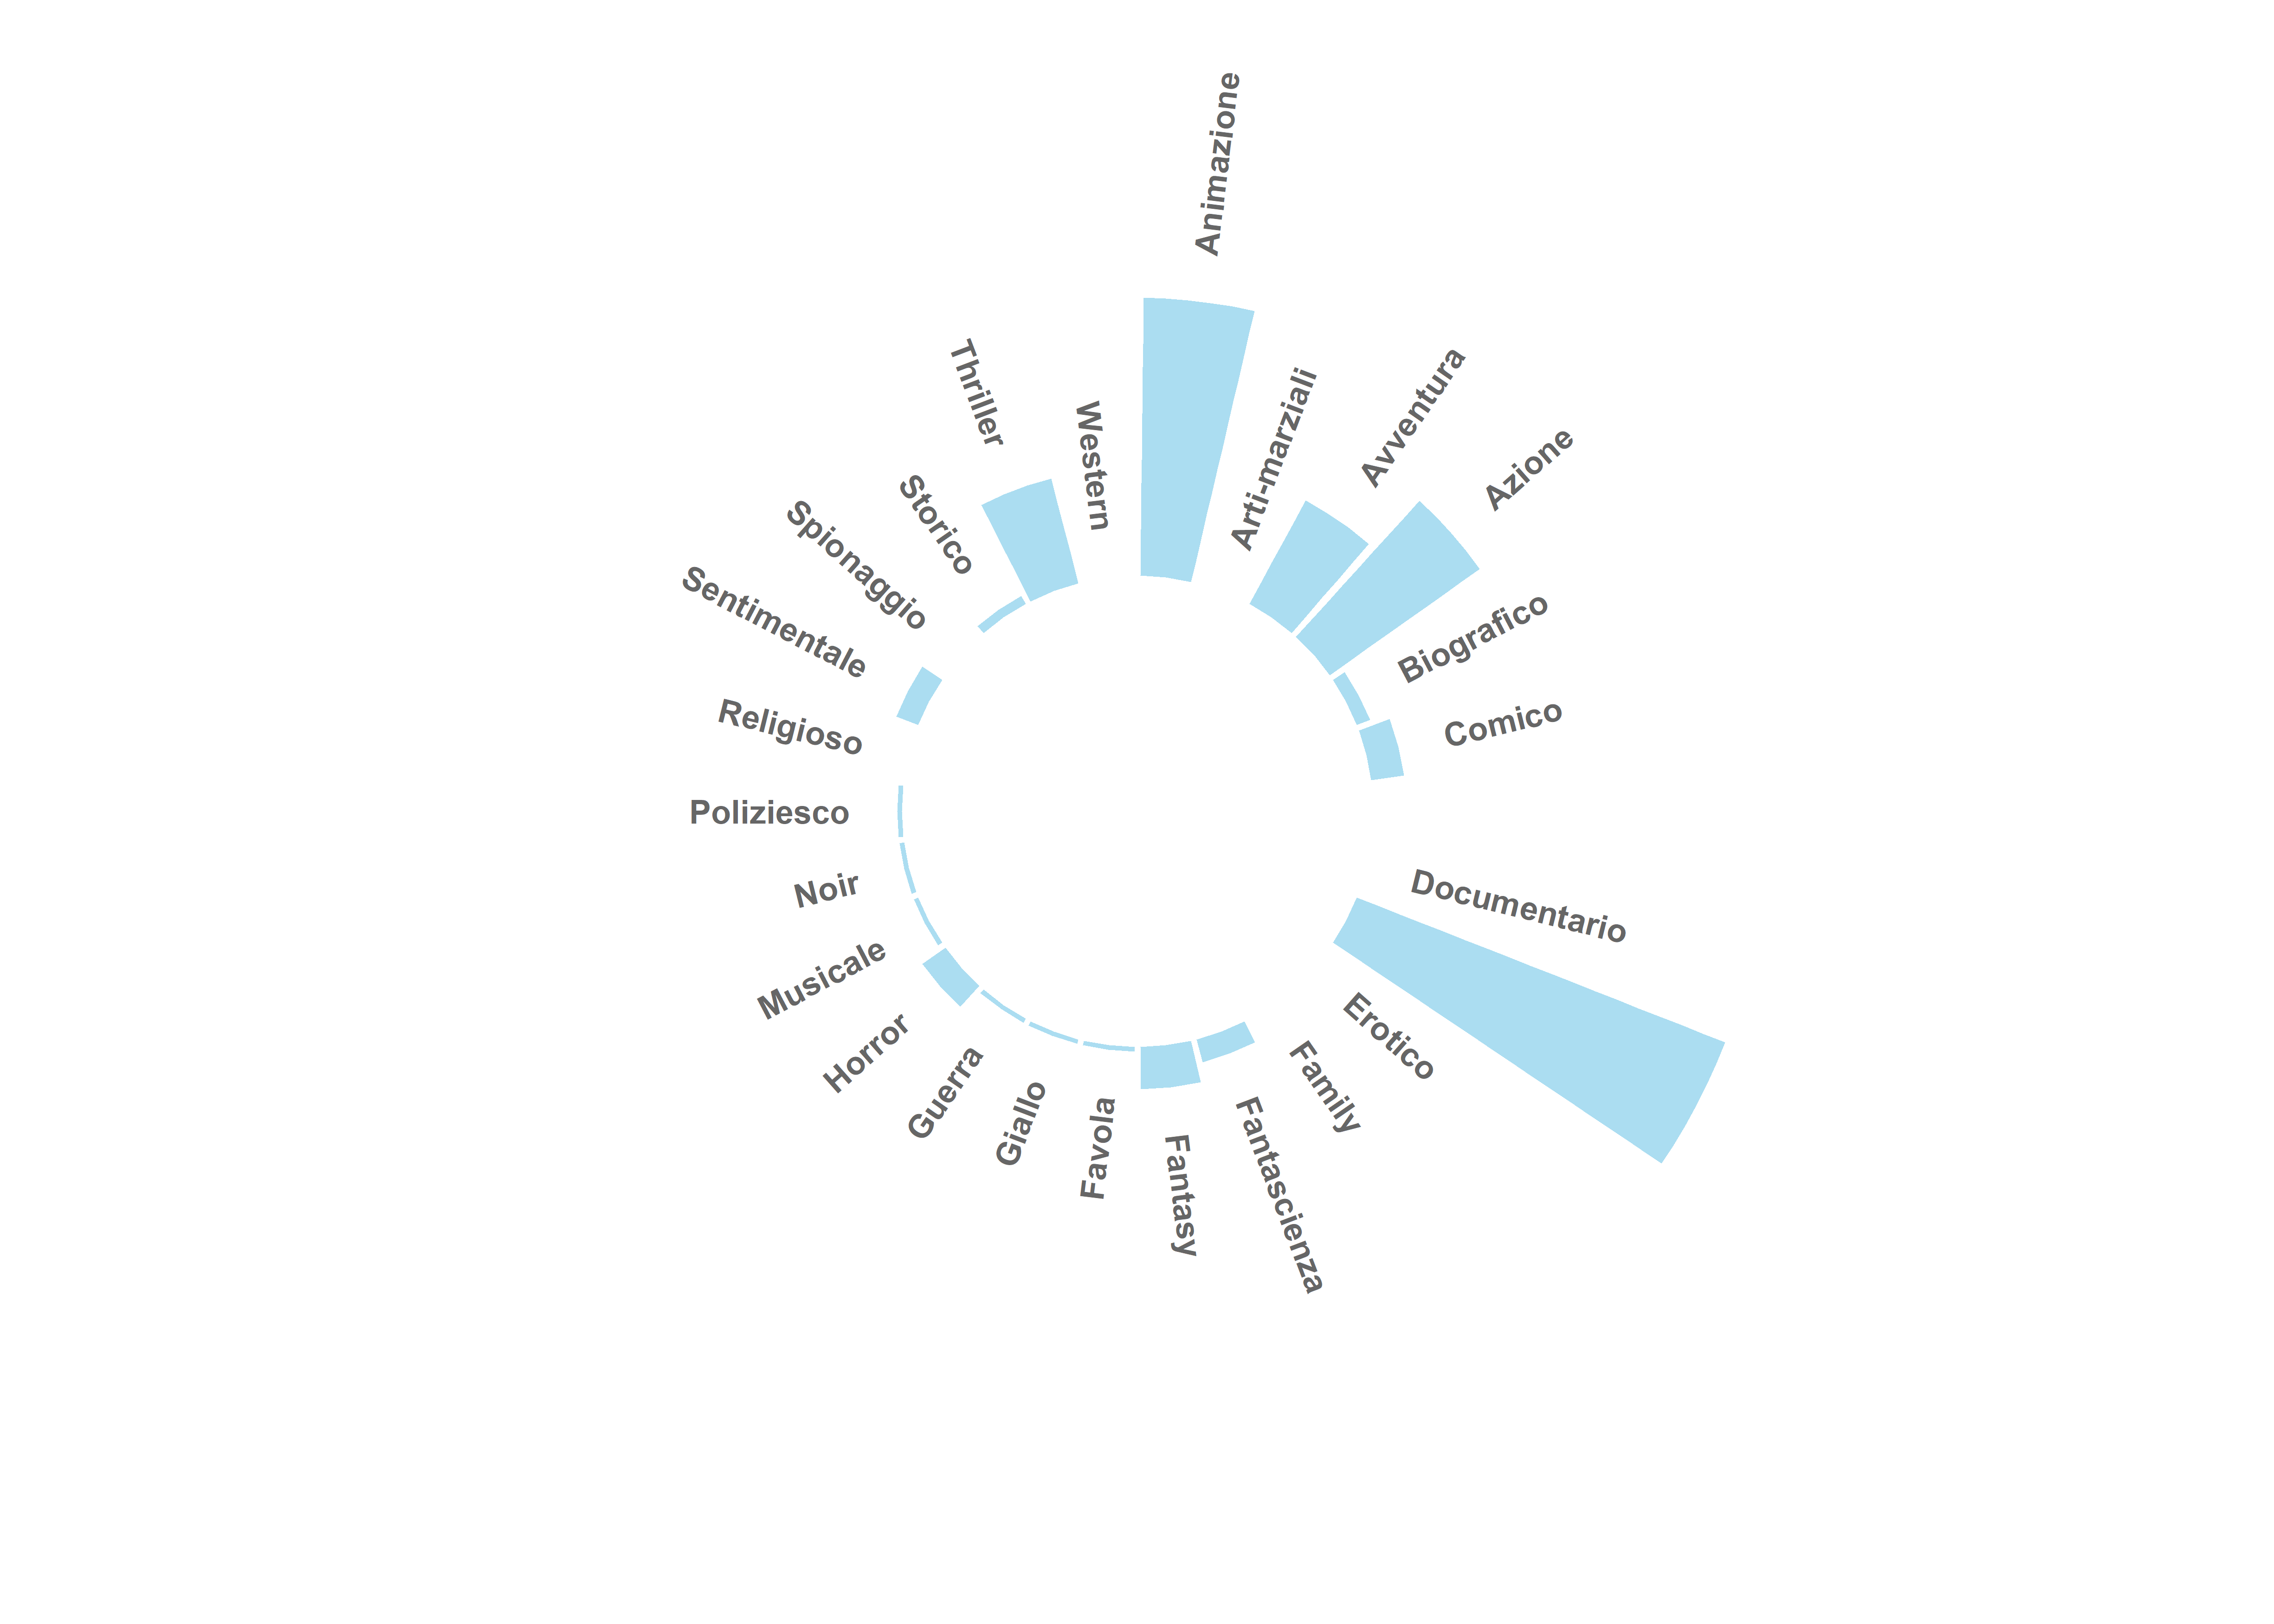 Animazione
Arti-marziali
Avventura
Azione
Biografico
Comico
Documentario
Erotico
Family
Fantascienza
Fantasy
Favola
Giallo
Guerra
Horror
Musicale
Noir
Poliziesco
Religioso
Sentimentale
Spionaggio
Storico
Thriller
Western